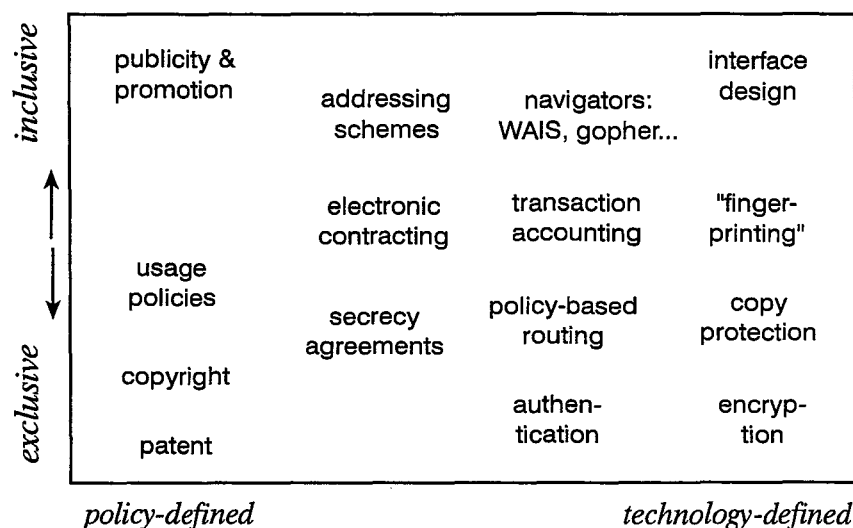 inclusive
exclusive
publicity &
promotion
addressing
schemes
navigators:
WAIS, gopher...
interface
design
electronic
contracting
transaction
accounting
"finger-
printing"
usage
policies
secrecy
agreements
policy-based
routing
copy
protection
copyright
authen-
tication
encryp-
tion
patent
policy-defined
technology-defined